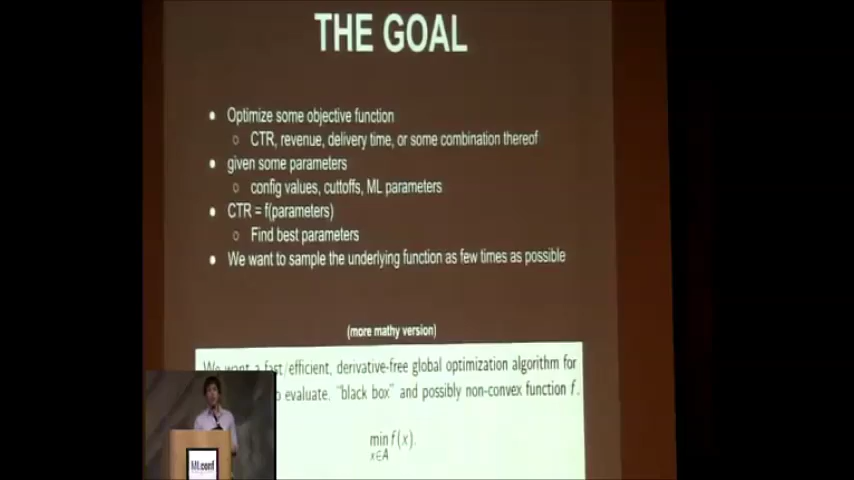 THE GOAL
Optimize some objective function
CTR, revenue, delivery time, or some combination thereof
given some parameters
config values, cuttoffs, ML parameters
CTR = f(parameters)
Find best parameters
We want to sample the underlying function as few times as possible
(more mathy version)
We want a fast/efficient, derivative-free global optimization algorithm for
evaluate, "black box" and possibly non-convex function f.
min f(x).
x∈A
MLconf